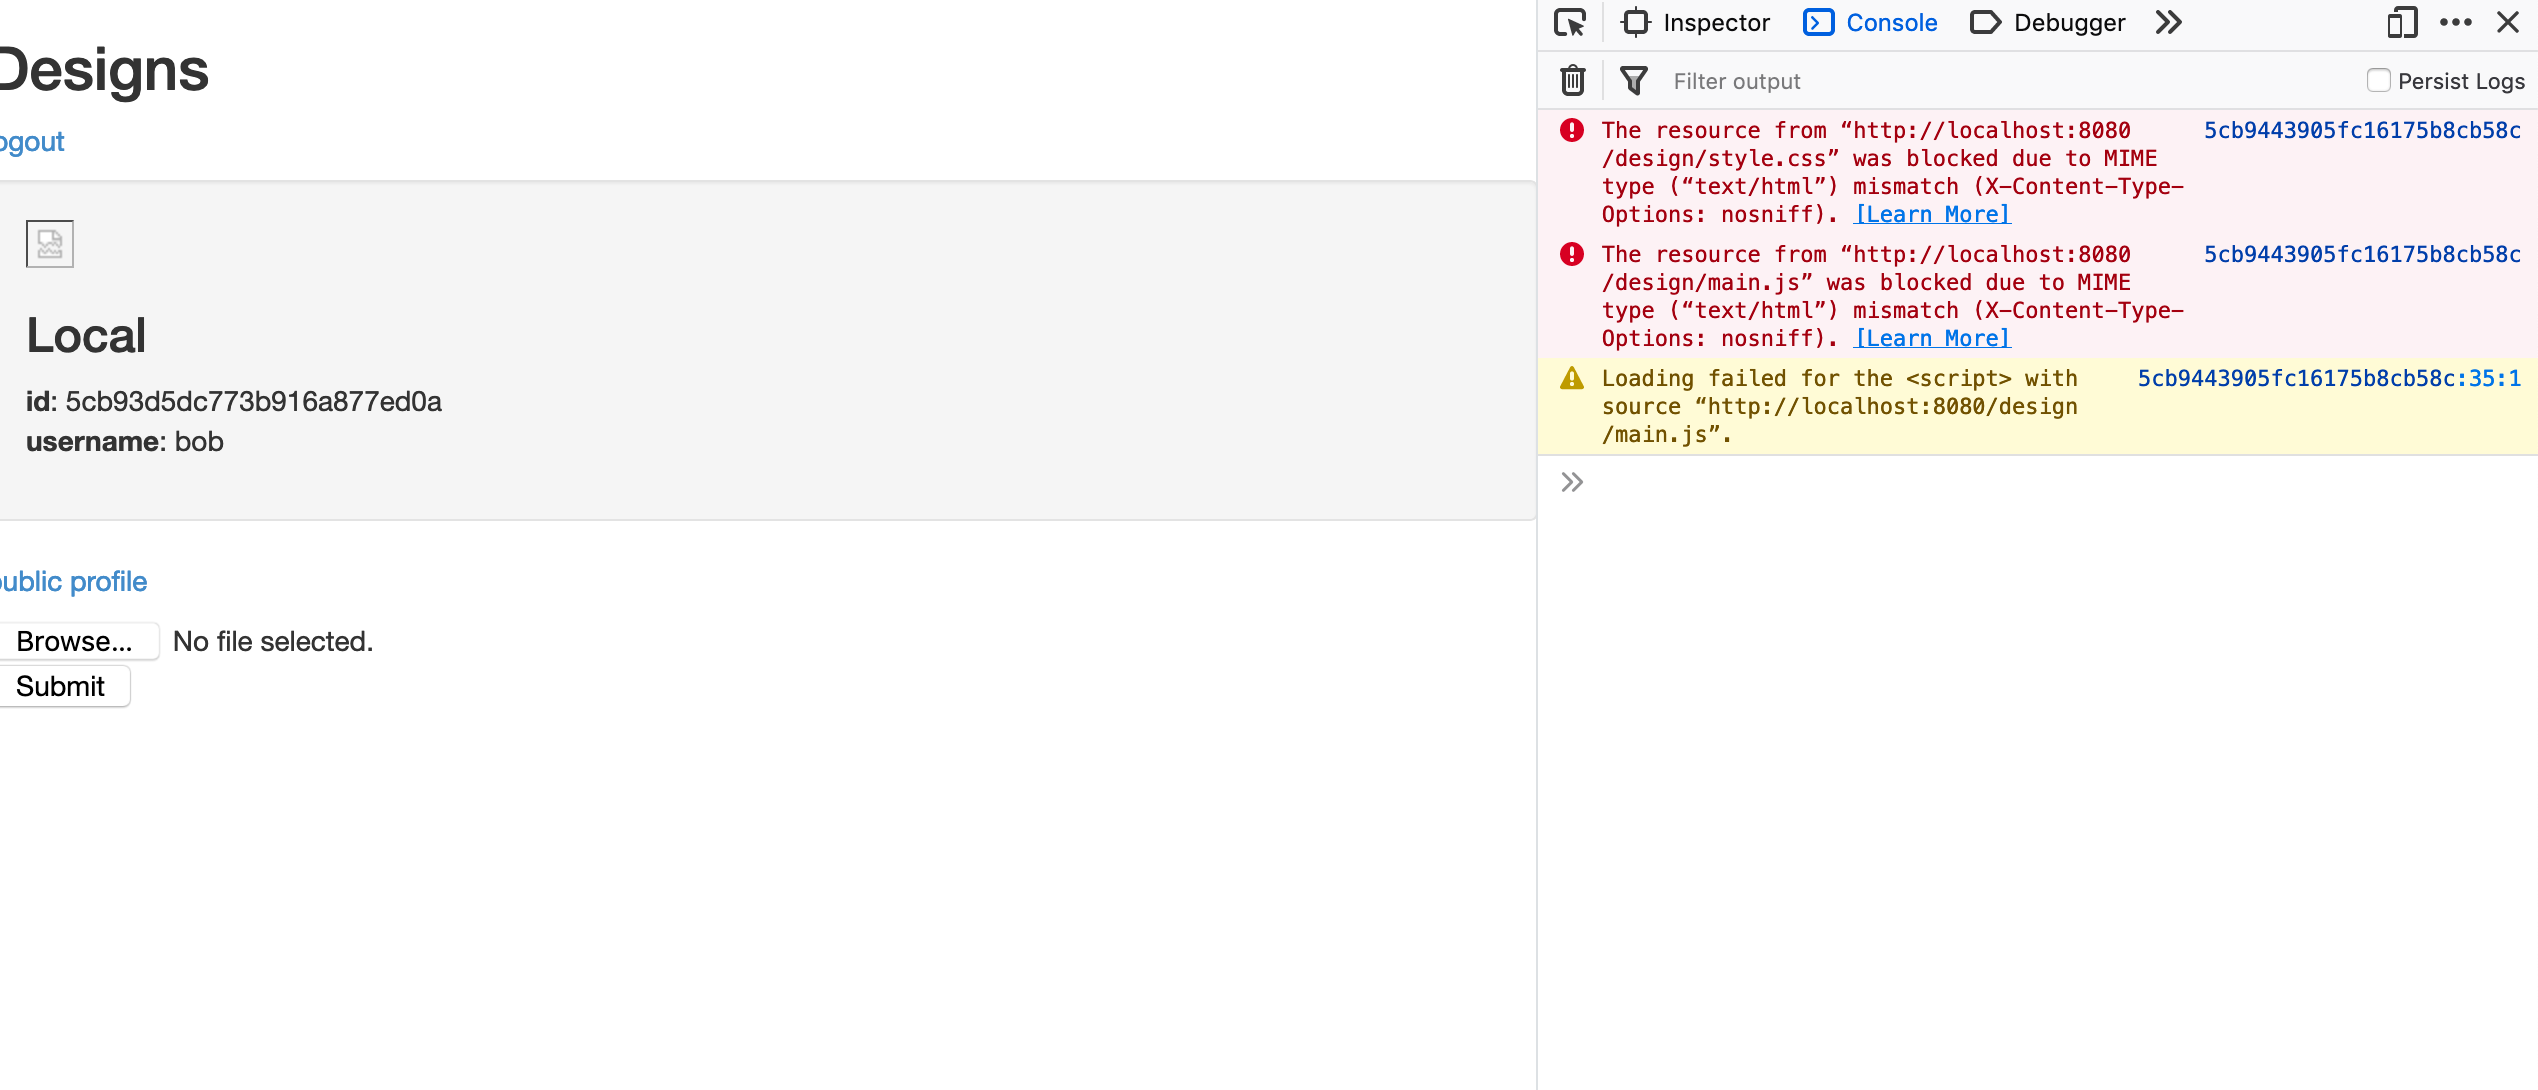 Designs
ogout
Local
id: 5cb93d5dc773b916a877ed0a
username: bob
ublic profile
Browse... No file selected.
Submit
Inspector Console Debugger
Filter output Persist Logs
The resource from “http://localhost:8080 5cb9443905fc16175b8cb58c
/design/style.css” was blocked due to MIME
type (“text/html”) mismatch (X-Content-Type-
Options: nosniff). [Learn More]
The resource from “http://localhost:8080 5cb9443905fc16175b8cb58c
/design/main.js” was blocked due to MIME
type (“text/html”) mismatch (X-Content-Type-
Options: nosniff). [Learn More]
Loading failed for the <script> with 5cb9443905fc16175b8cb58c:35:1
source “http://localhost:8080/design
/main.js”.